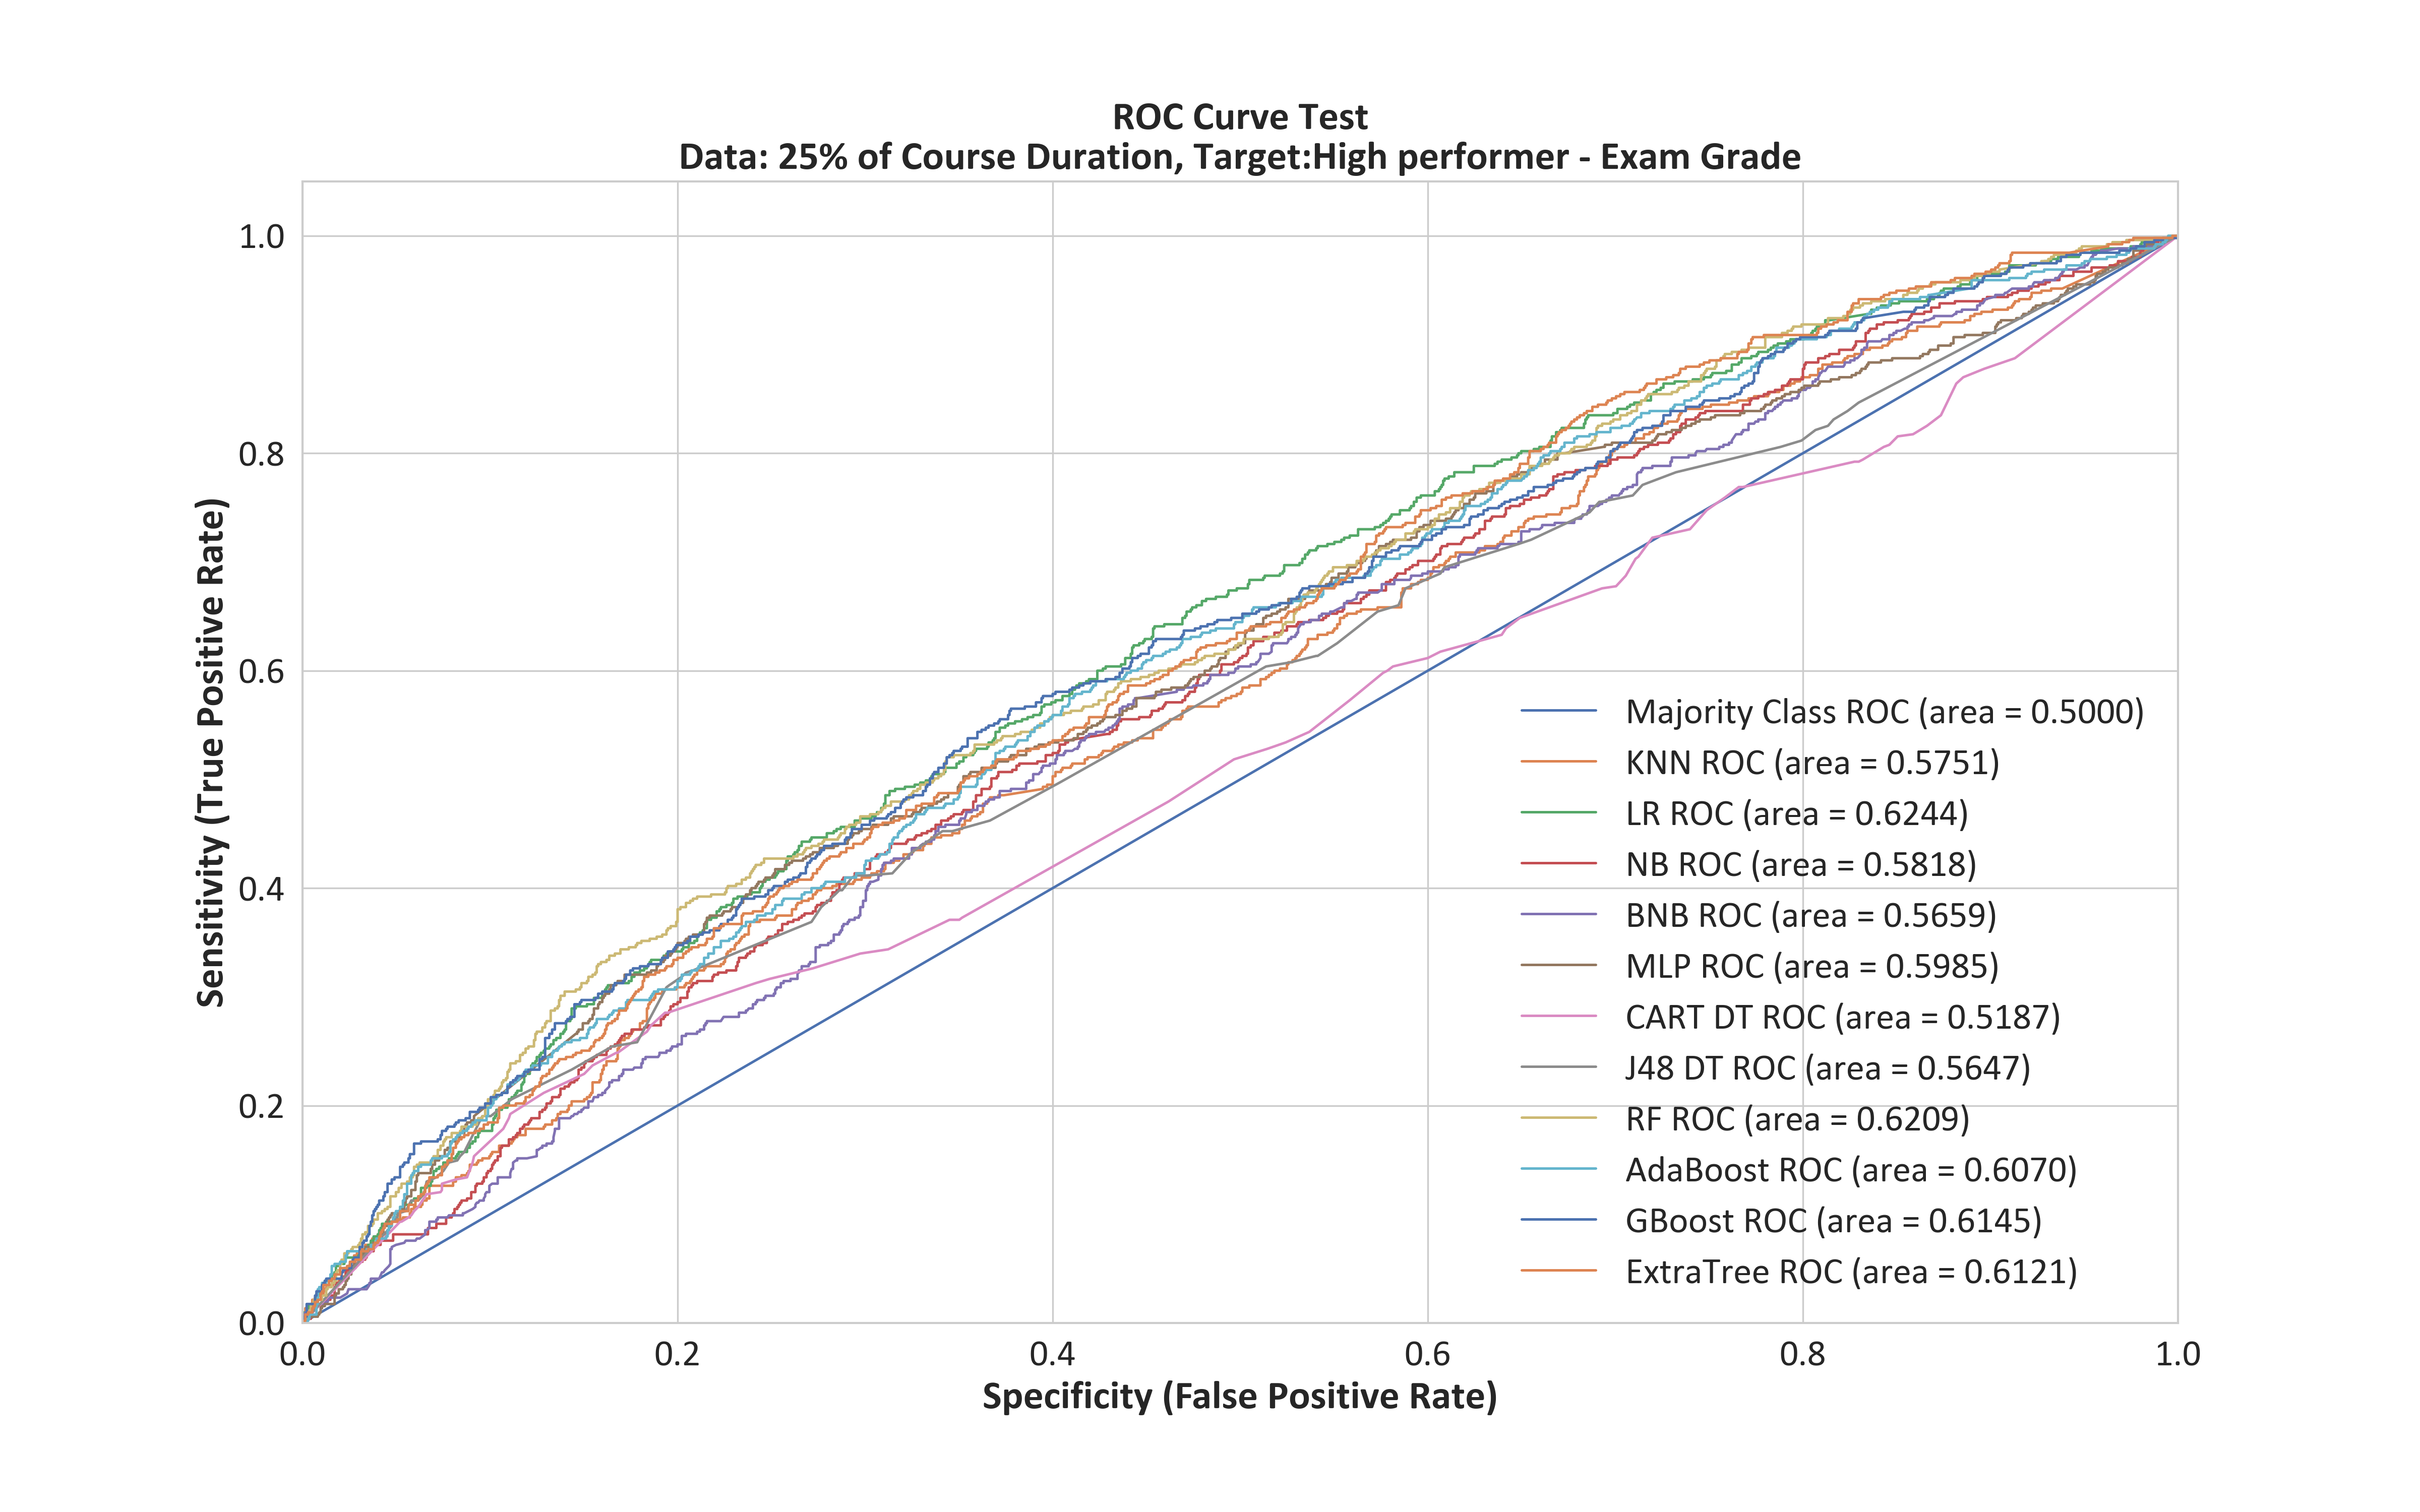 ROC Curve Test
Data: 25% of Course Duration, Target:High performer - Exam Grade
Sensitivity (True Positive Rate)
1.0
0.8
0.6
0.4
0.2
0.0
Majority Class ROC (area = 0.5000)
KNN ROC (area = 0.5751)
LR ROC (area = 0.6244)
NB ROC (area = 0.5818)
BNB ROC (area = 0.5659)
MLP ROC (area = 0.5985)
CART DT ROC (area = 0.5187)
J48 DT ROC (area = 0.5647)
RF ROC (area = 0.6209)
AdaBoost ROC (area = 0.6070)
GBoost ROC (area = 0.6145)
ExtraTree ROC (area = 0.6121)
0.0 0.2 0.4 0.6 0.8 1.0
Specificity (False Positive Rate)